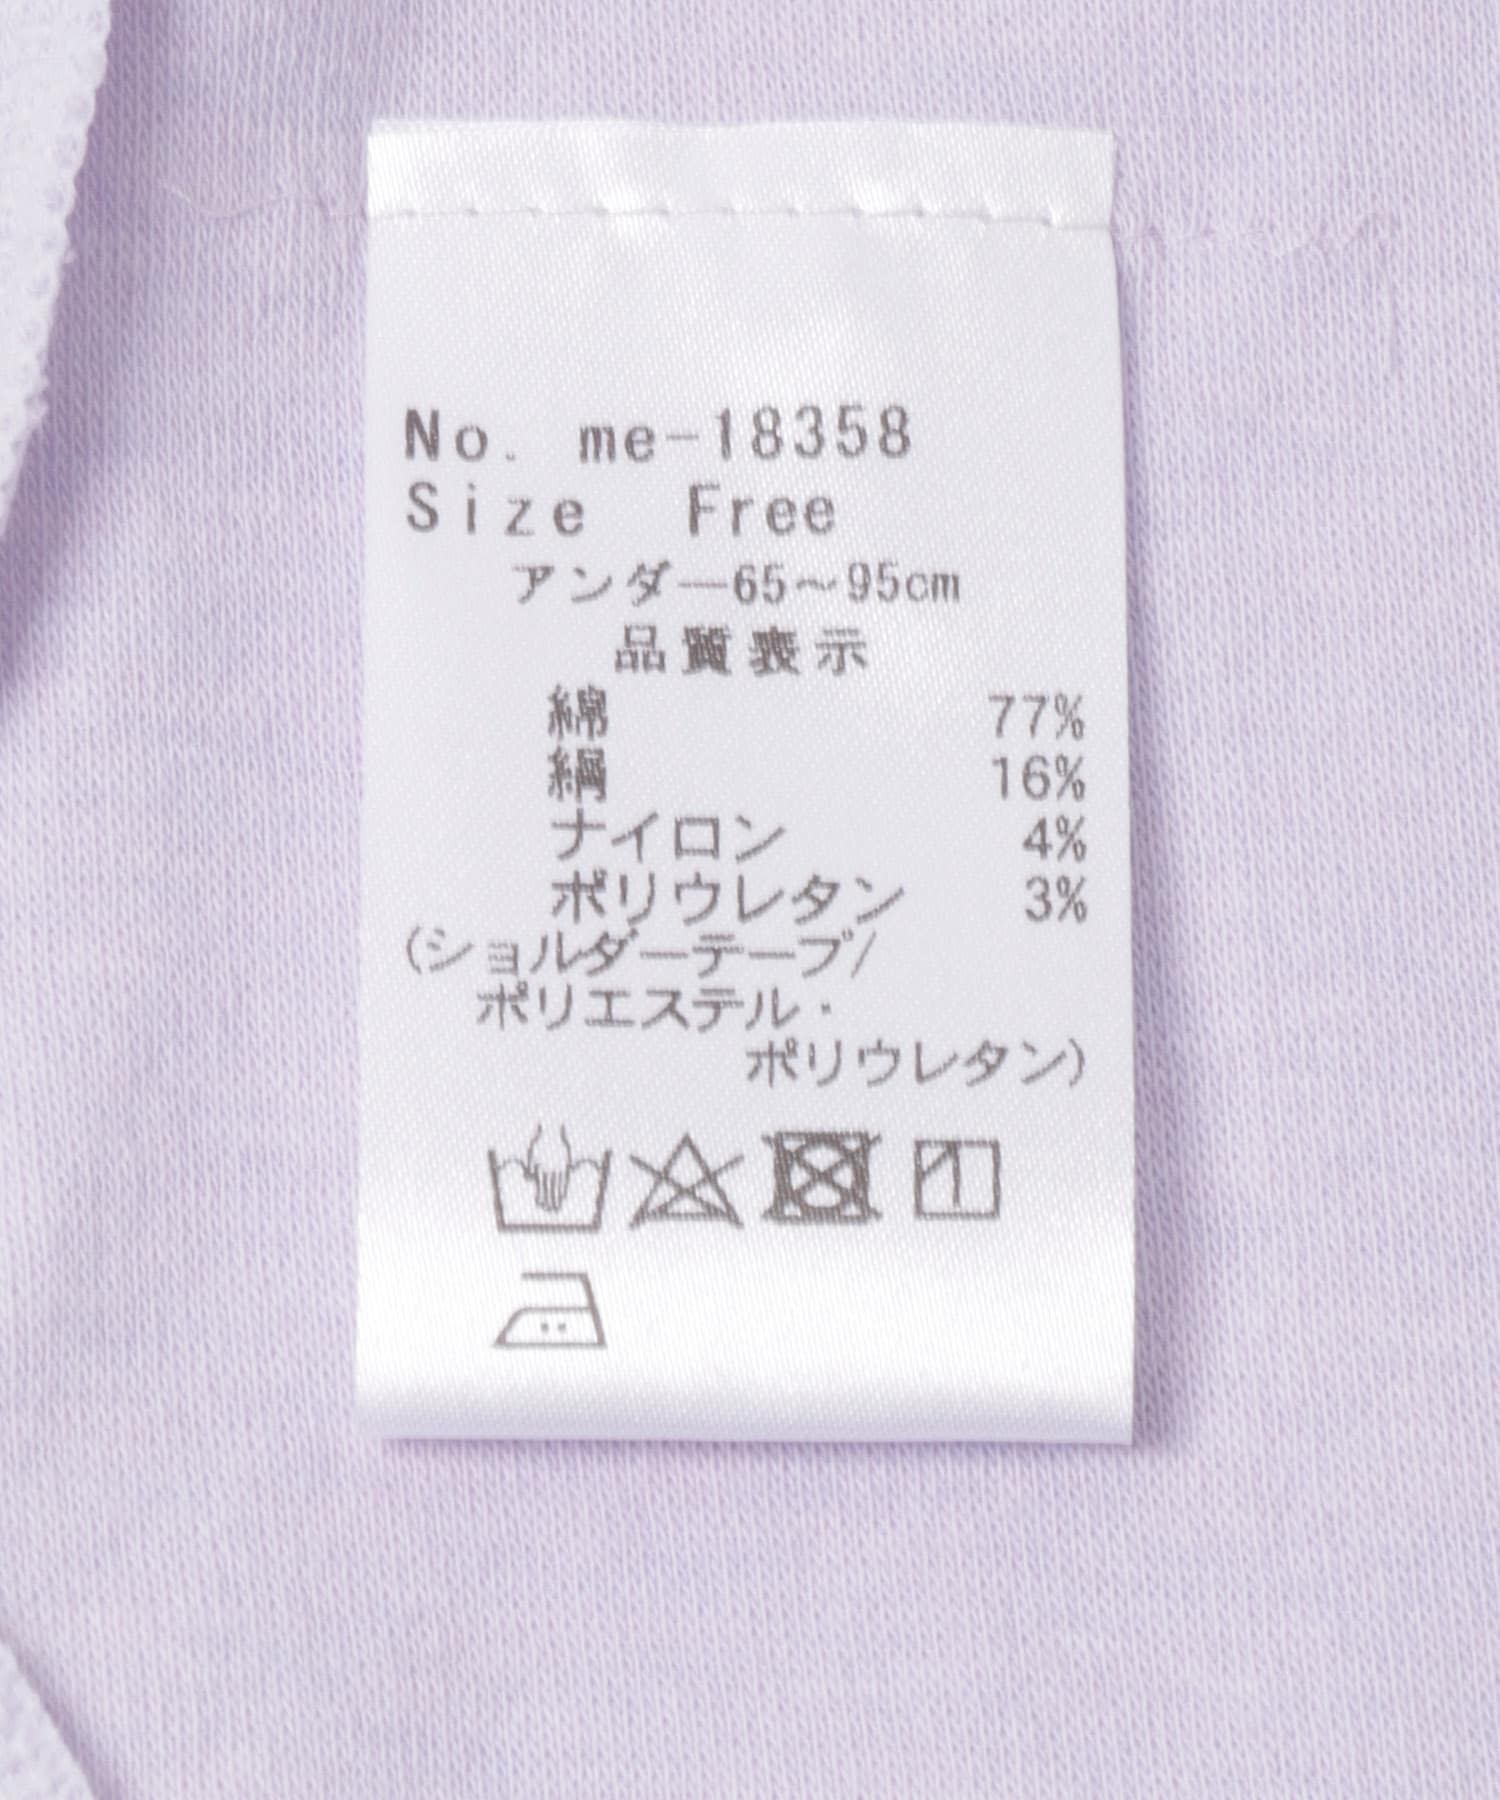 No. me-18358
Size Free
アンダー65～95cm
品質表示
綿 77%
絹 16%
ナイロン 4%
ポリウレタン 3%
(ショルダーテープ/
ポリエステル・
ポリウレタン)